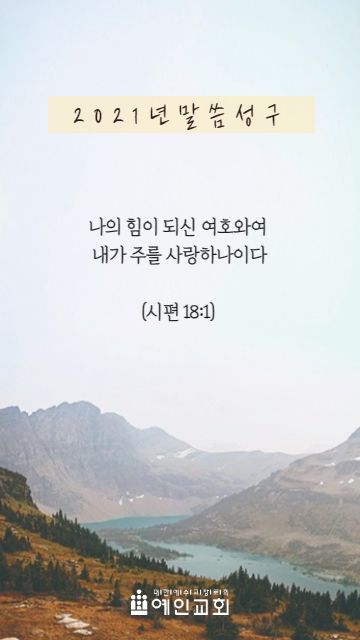 2021년말씀성구
나의 힘이 되신 여호와여
내가 주를 사랑하나이다
(시편 18:1)
예인교회